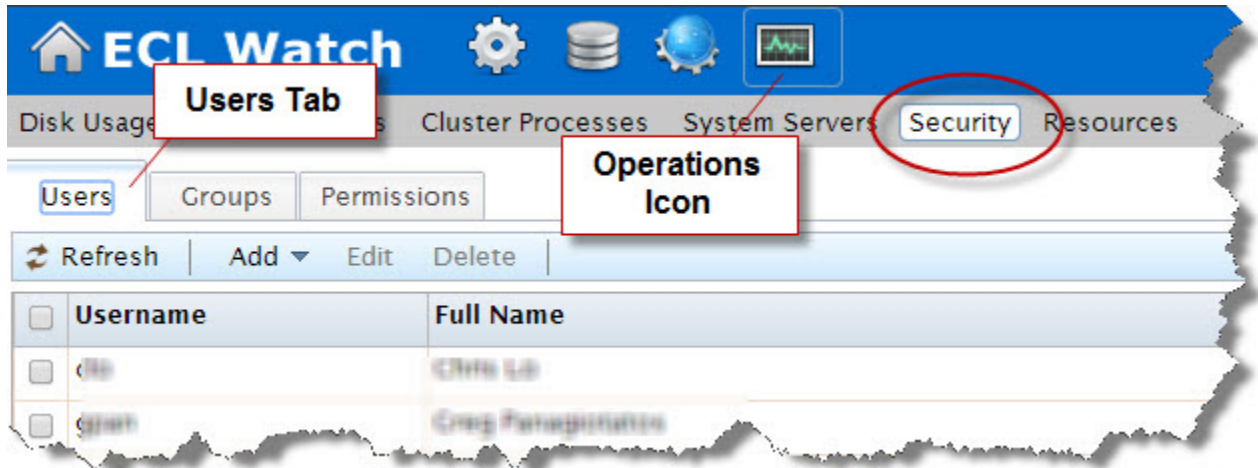 ECL Watch
Users Tab
Disk Usage s Cluster Processes System Servers Security Resources
Operations
Icon
Users Groups Permissions
Refresh Add Edit Delete
Username Full Name